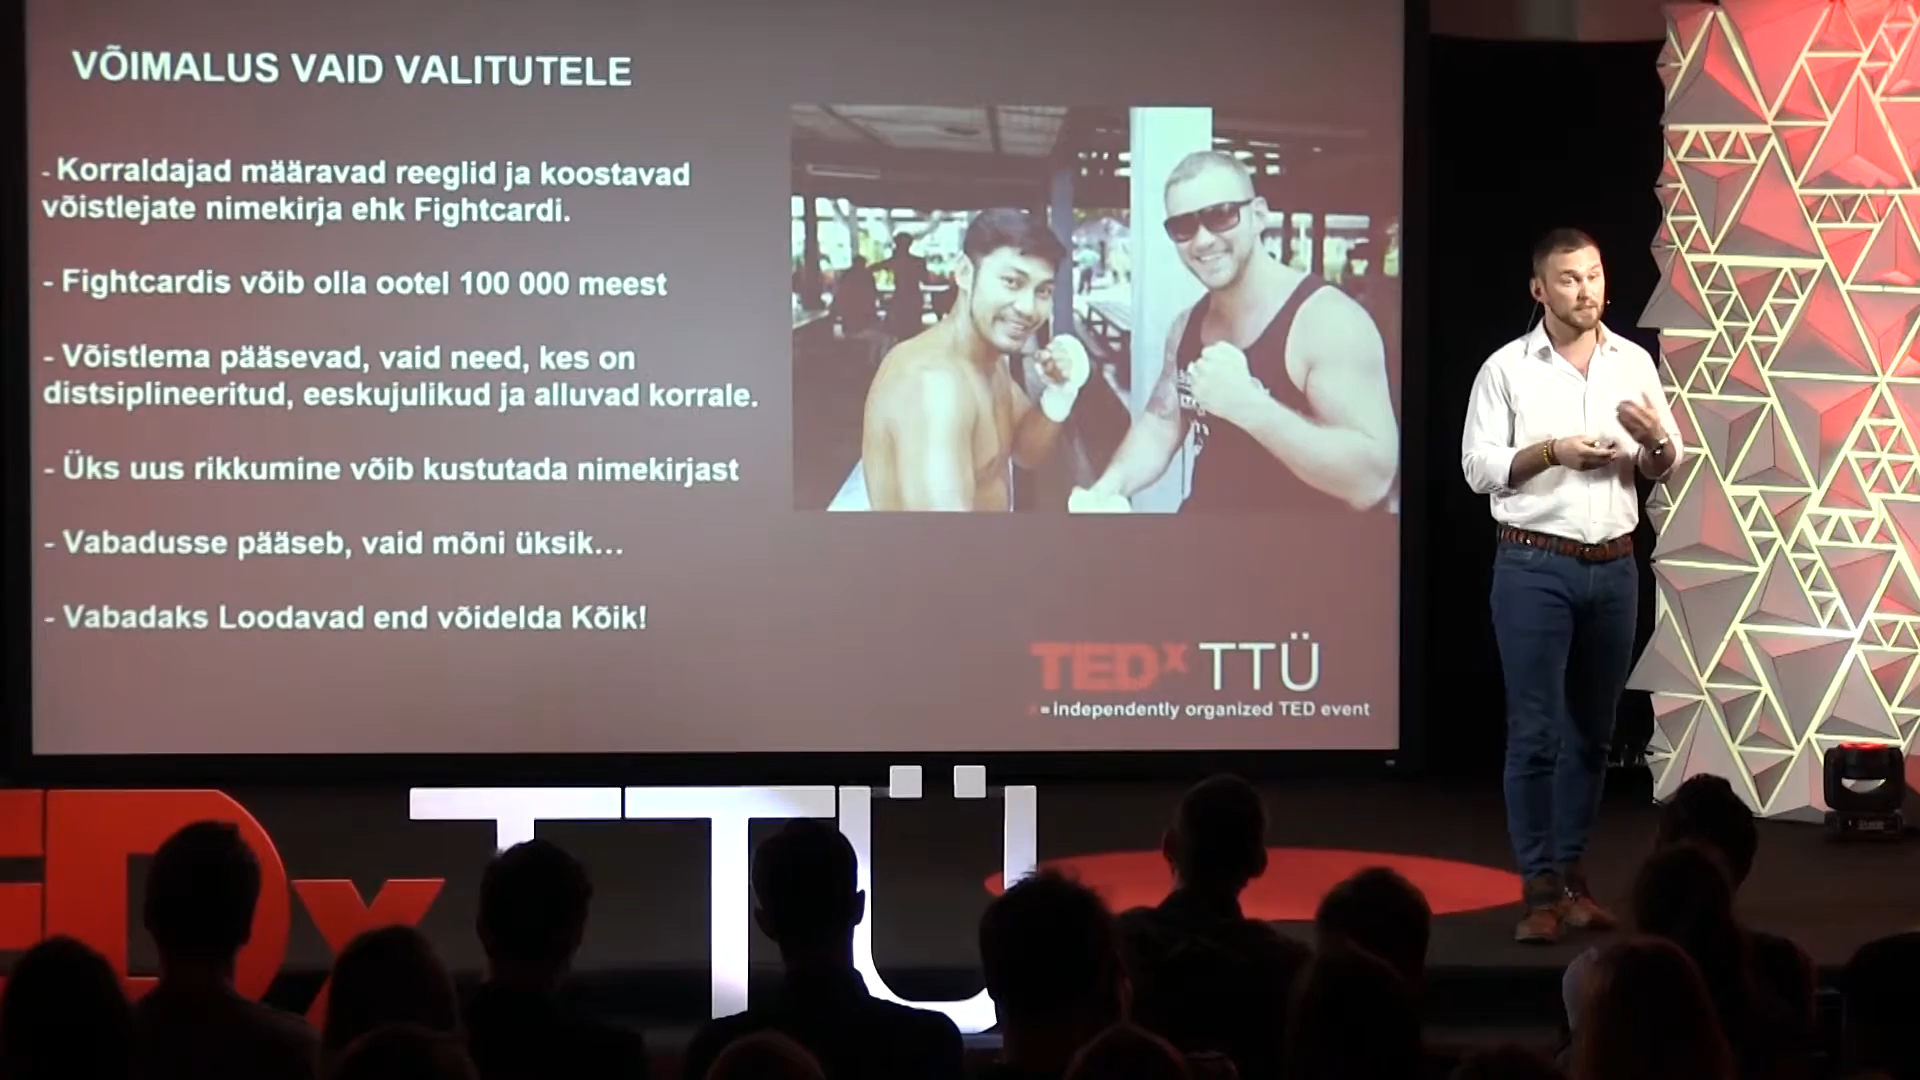 VÕIMALUS VAID VALITUTELE
- Korraldajad määravad reeglid ja koostavad
võistlejate nimekirja ehk Fightcardi.
- Fightcardis võib olla ootel 100 000 meest
- Võistlema pääsevad, vaid need, kes on
distsiplineeritud, eeskujulikud ja alluvad korrale.
- Üks uus rikkumine võib kustutada nimekirjast
- Vabadusse pääseb, vaid mõni üksik...
- Vabadaks Loodavad end võidelda Kõik!
TEDx TTÜ
x = independently organized TED event
EDx TTÜ